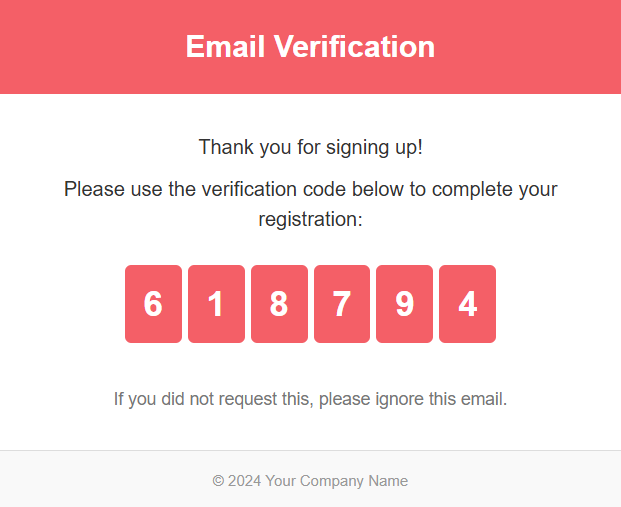 Email Verification
Thank you for signing up!
Please use the verification code below to complete your
registration:
6 1 8 7 9 4
If you did not request this, please ignore this email.
© 2024 Your Company Name